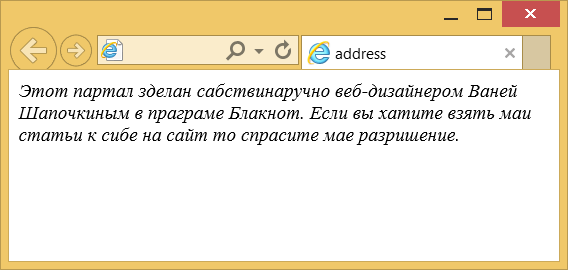 address
Этот партал зделан сабствинаручно веб-дизайнером Ваней
Шапочкиным в праграме Блакнот. Если вы хатите взять маи
статьи к сибе на сайт то спрасите мае разришение.